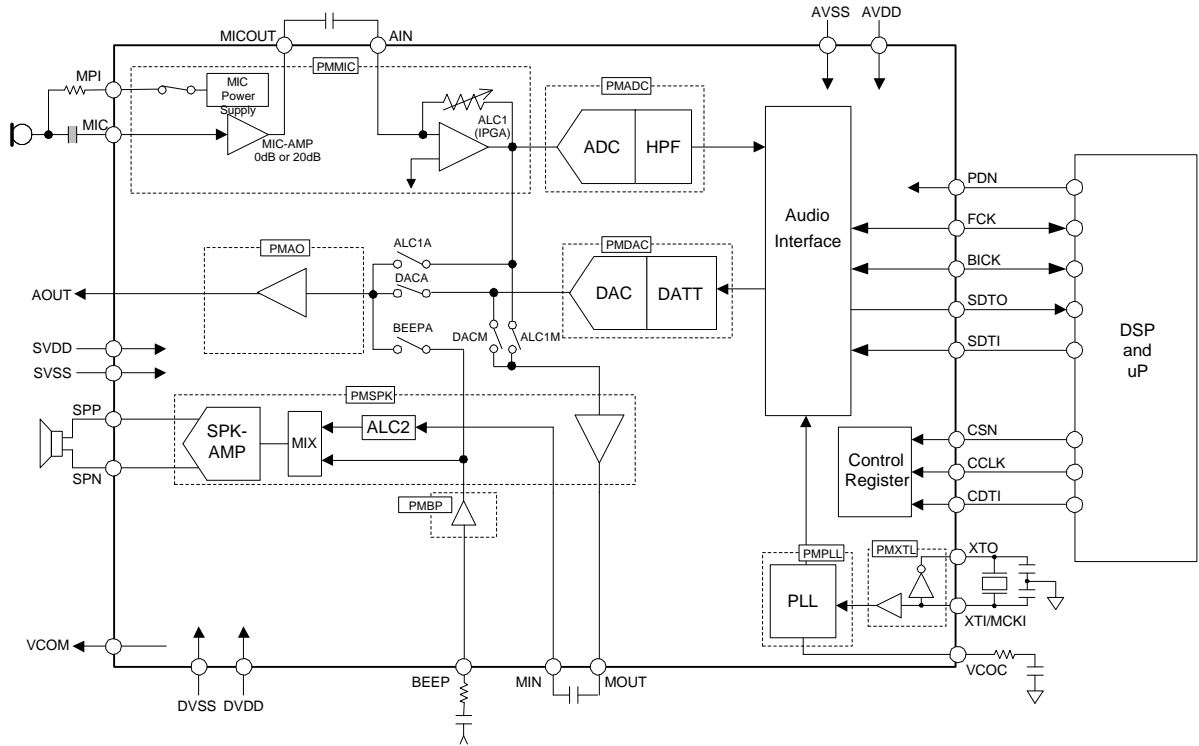 MICOUT
AIN
AVSS
AVDD
PMMIC
MPI
MIC
Power
Supply
MIC
MIC-AMP
0dB or 20dB
ALC1
(IPGA)
PMADC
ADC
HPF
Audio
Interface
PDN
FCK
BICK
SDTO
SDTI
DSP
and
uP
PMAO
ALC1A
DACA
BEEPA
PMDAC
DAC
DATT
DACM
ALC1M
AOUT
SVDD
SVSS
PMSPK
SPP
SPN
SPK-
AMP
MIX
ALC2
PMBP
Control
Register
CSN
CCLK
CDTI
PMPLL
PMXTL
XTO
PLL
XTI/MCKI
VCOC
VCOM
DVSS
DVDD
BEEP
MIN
MOUT